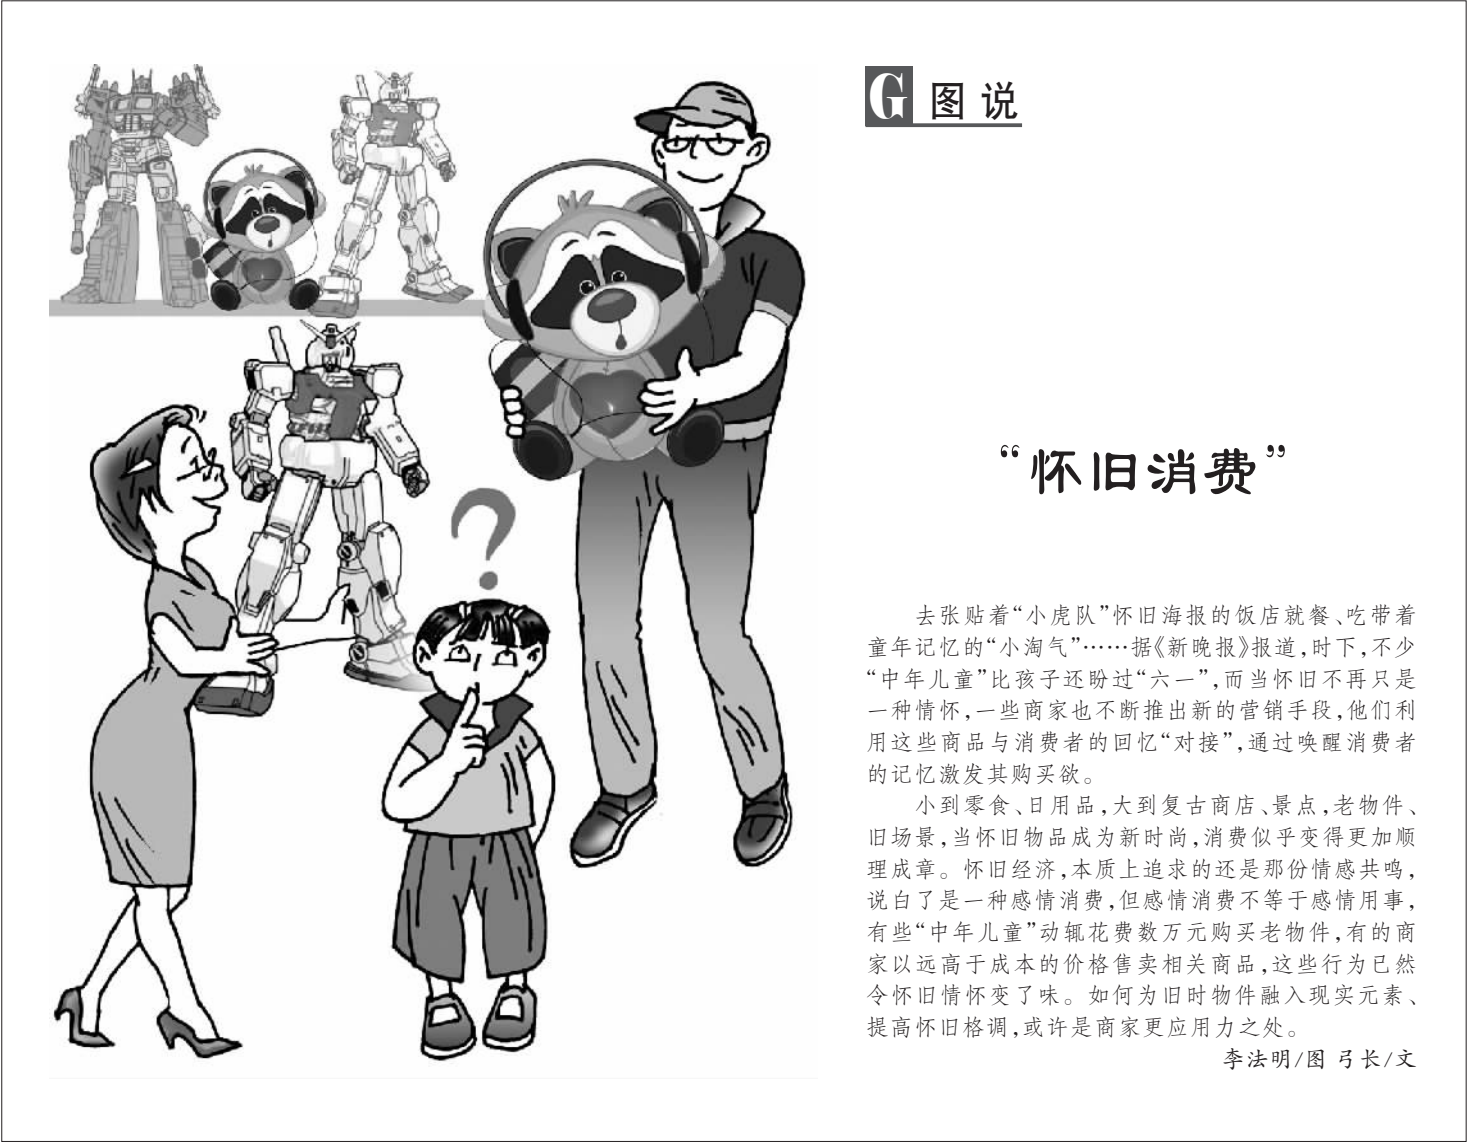 G 图说
“怀旧消费”
去张贴着“小虎队”怀旧海报的饭店就餐、吃带着
童年记忆的“小淘气”……据《新晚报》报道，时下，不少
“中年儿童”比孩子还盼过“六一”，而当怀旧不再只是
一种情怀，一些商家也不断推出新的营销手段，他们利
用这些商品与消费者的回忆“对接”，通过唤醒消费者
的记忆激发其购买欲。
小到零食、日用品，大到复古商店、景点，老物件、
旧场景，当怀旧物品成为新时尚，消费似乎变得更加顺
理成章。怀旧经济，本质上追求的还是那份情感共鸣，
说白了是一种感情消费，但感情消费不等于感情用事，
有些“中年儿童”动辄花费数万元购买老物件，有的商
家以远高于成本的价格售卖相关商品，这些行为已然
令怀旧情怀变了味。如何为旧时物件融入现实元素、
提高怀旧格调，或许是商家更应用力之处。
李法明/图 弓长/文
?